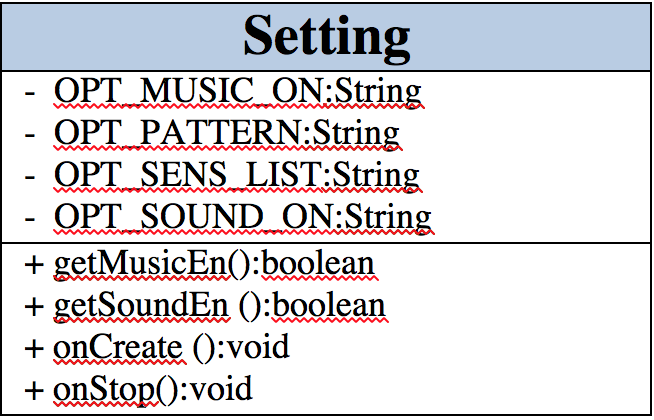 Setting
- OPT_MUSIC_ON:String
- OPT_PATTERN:String
- OPT_SENS_LIST:String
- OPT_SOUND_ON:String
+ getMusicEn():boolean
+ getSoundEn ():boolean
+ onCreate ():void
+ onStop():void